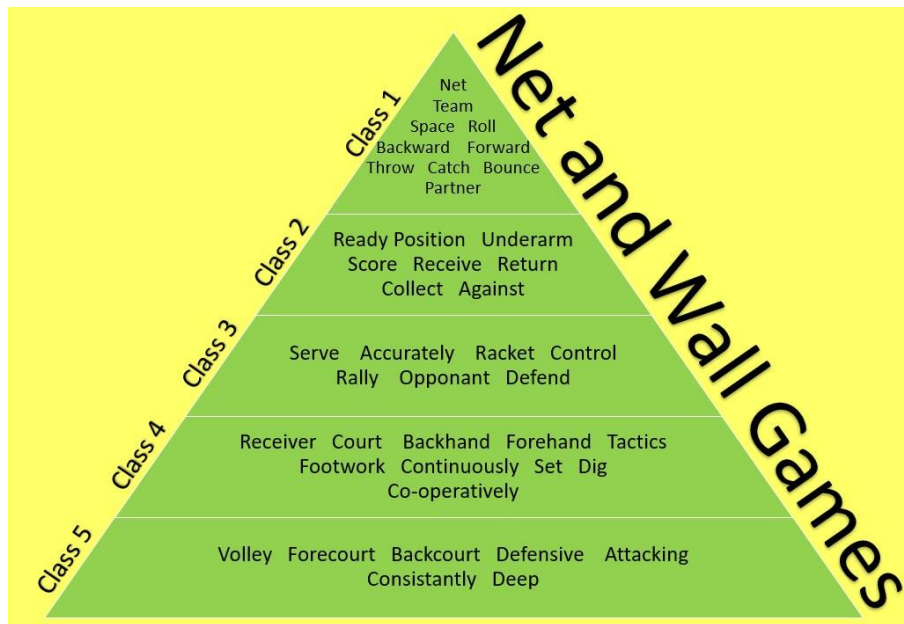 Net and Wall Games
Class 1
Net
Team
Space Roll
Backward Forward
Throw Catch Bounce
Partner
Class 2
Ready Position Underarm
Score Receive Return
Collect Against
Class 3
Serve Accurately Racket Control
Rally Opponant Defend
Class 4
Receiver Court Backhand Forehand Tactics
Footwork Continuously Set Dig
Co-operatively
Class 5
Volley Forecourt Backcourt Defensive Attacking
Consistantly Deep